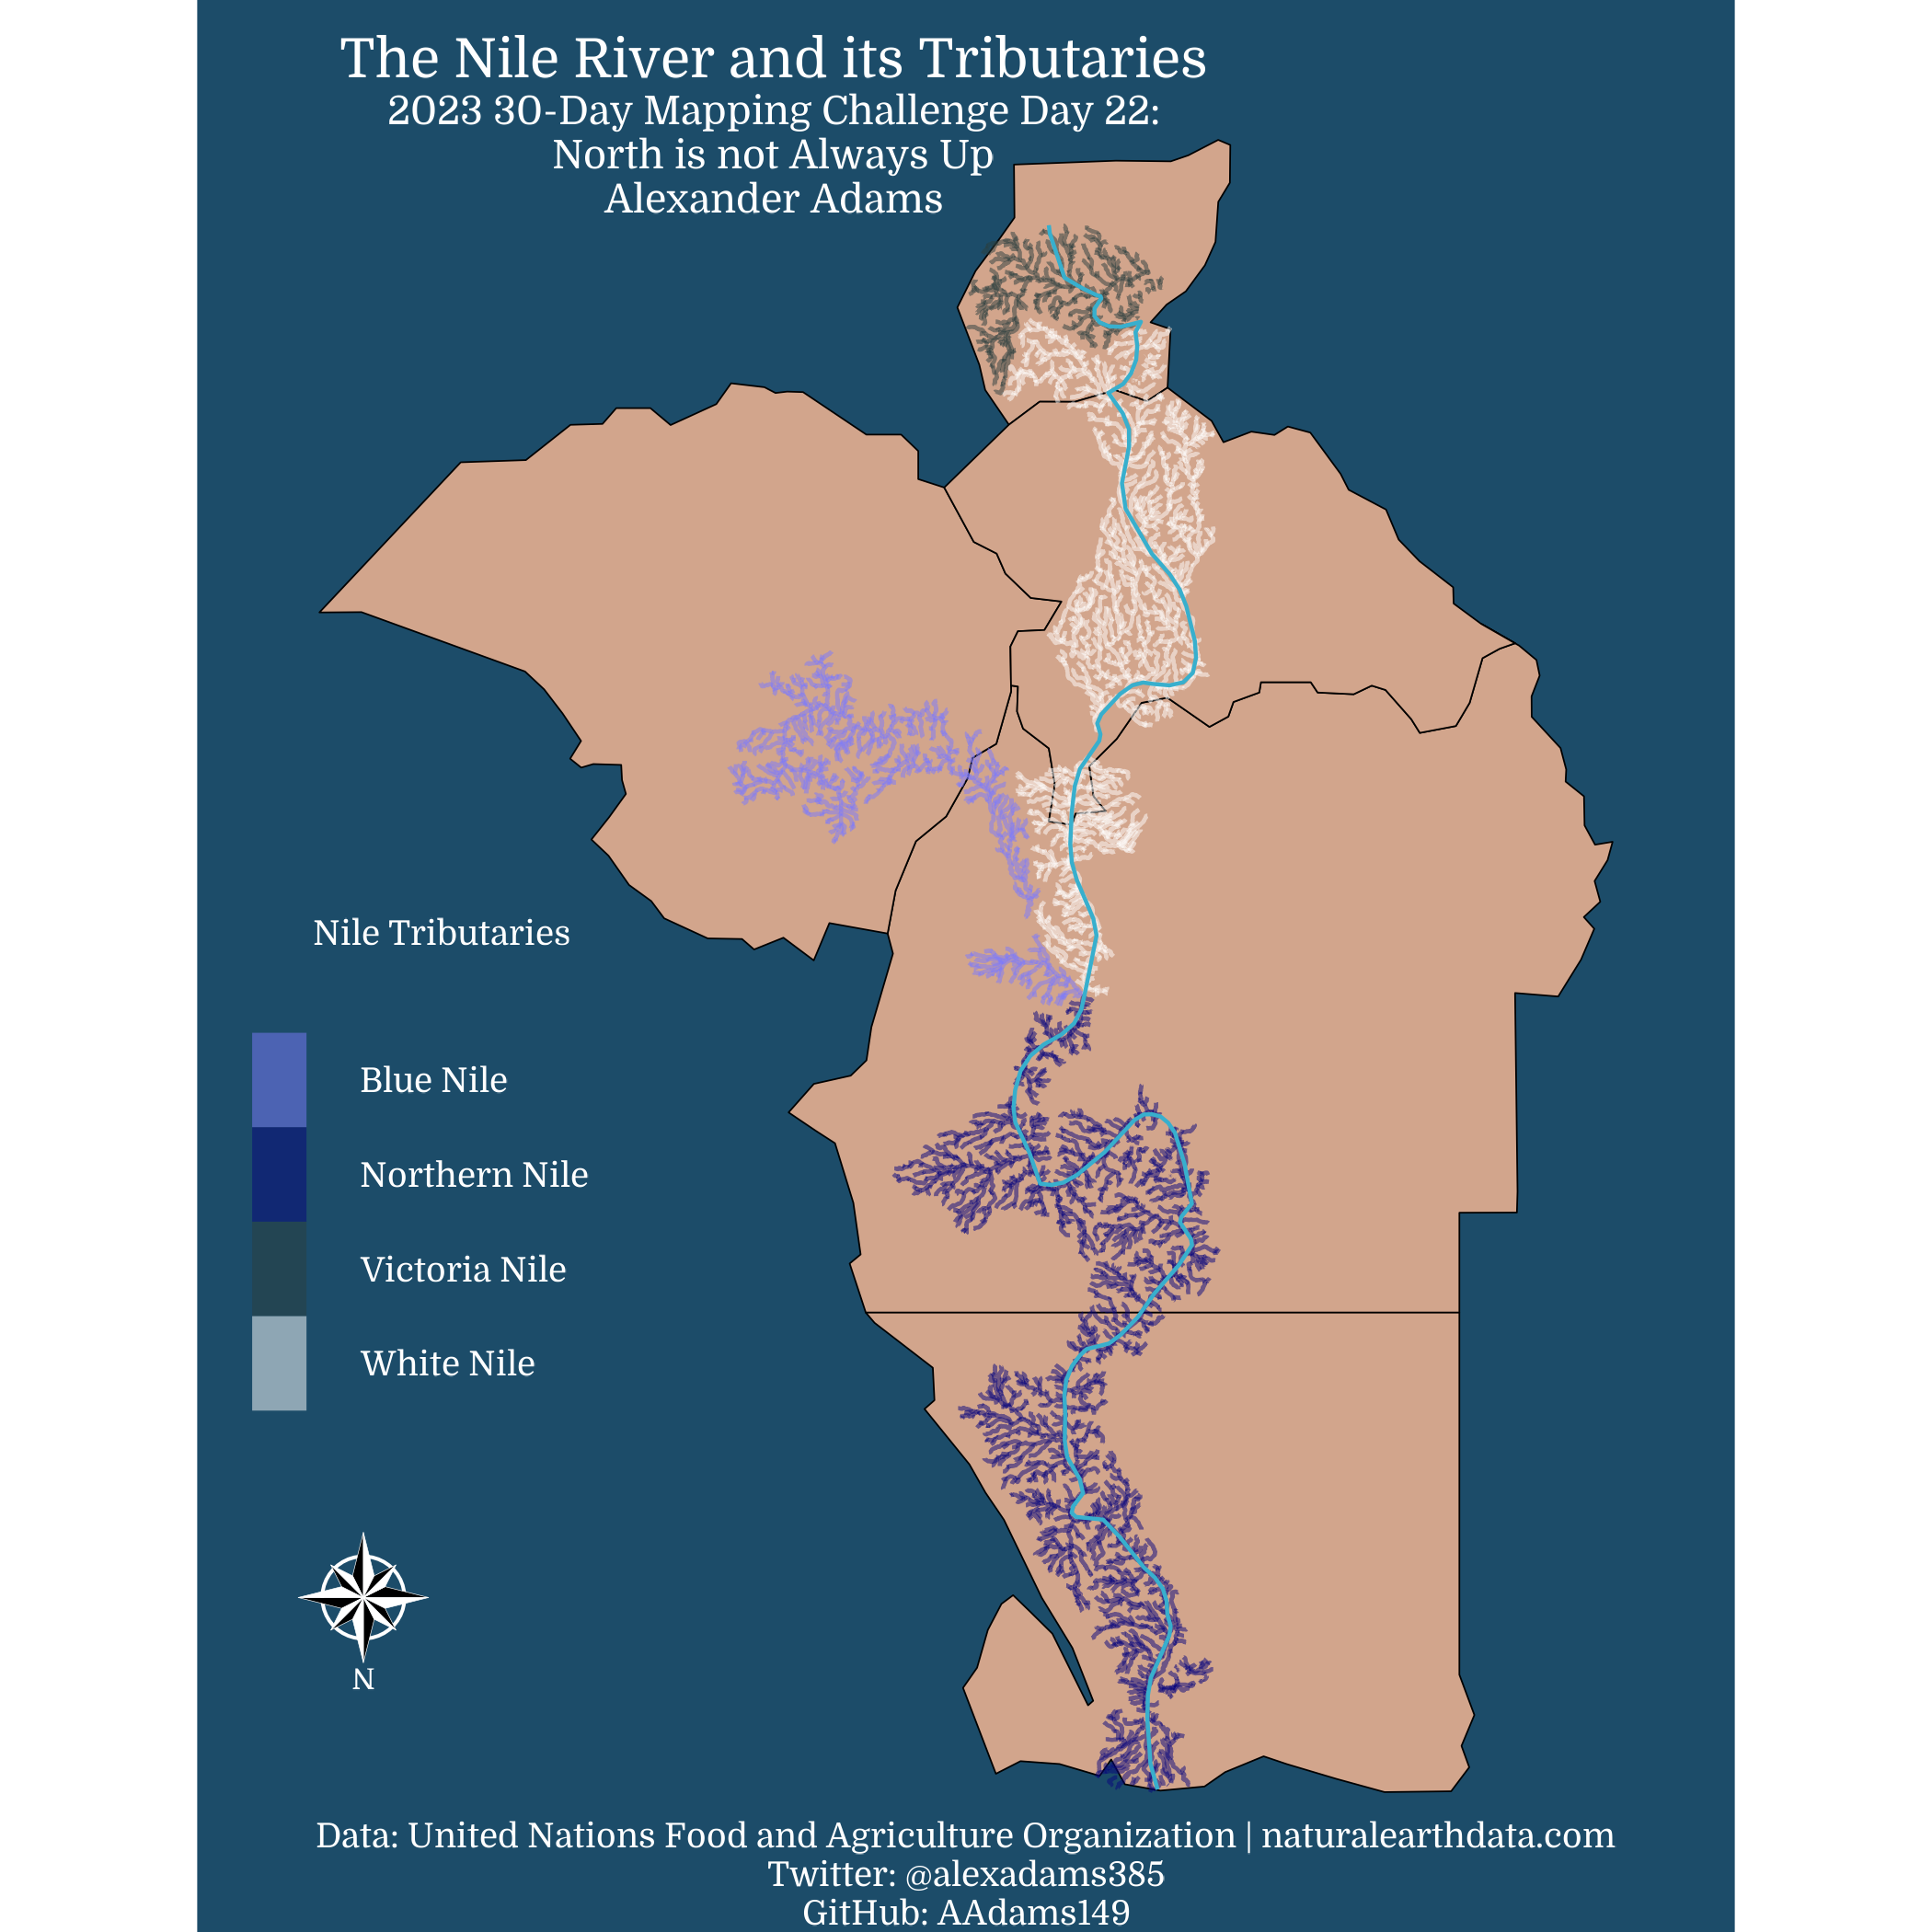 The Nile River and its Tributaries
2023 30-Day Mapping Challenge Day 22:
North is not Always Up
Alexander Adams
Nile Tributaries
Blue Nile
Northern Nile
Victoria Nile
White Nile
N
Data: United Nations Food and Agriculture Organization | naturalearthdata.com
Twitter: @alexadams385
GitHub: AAdams149